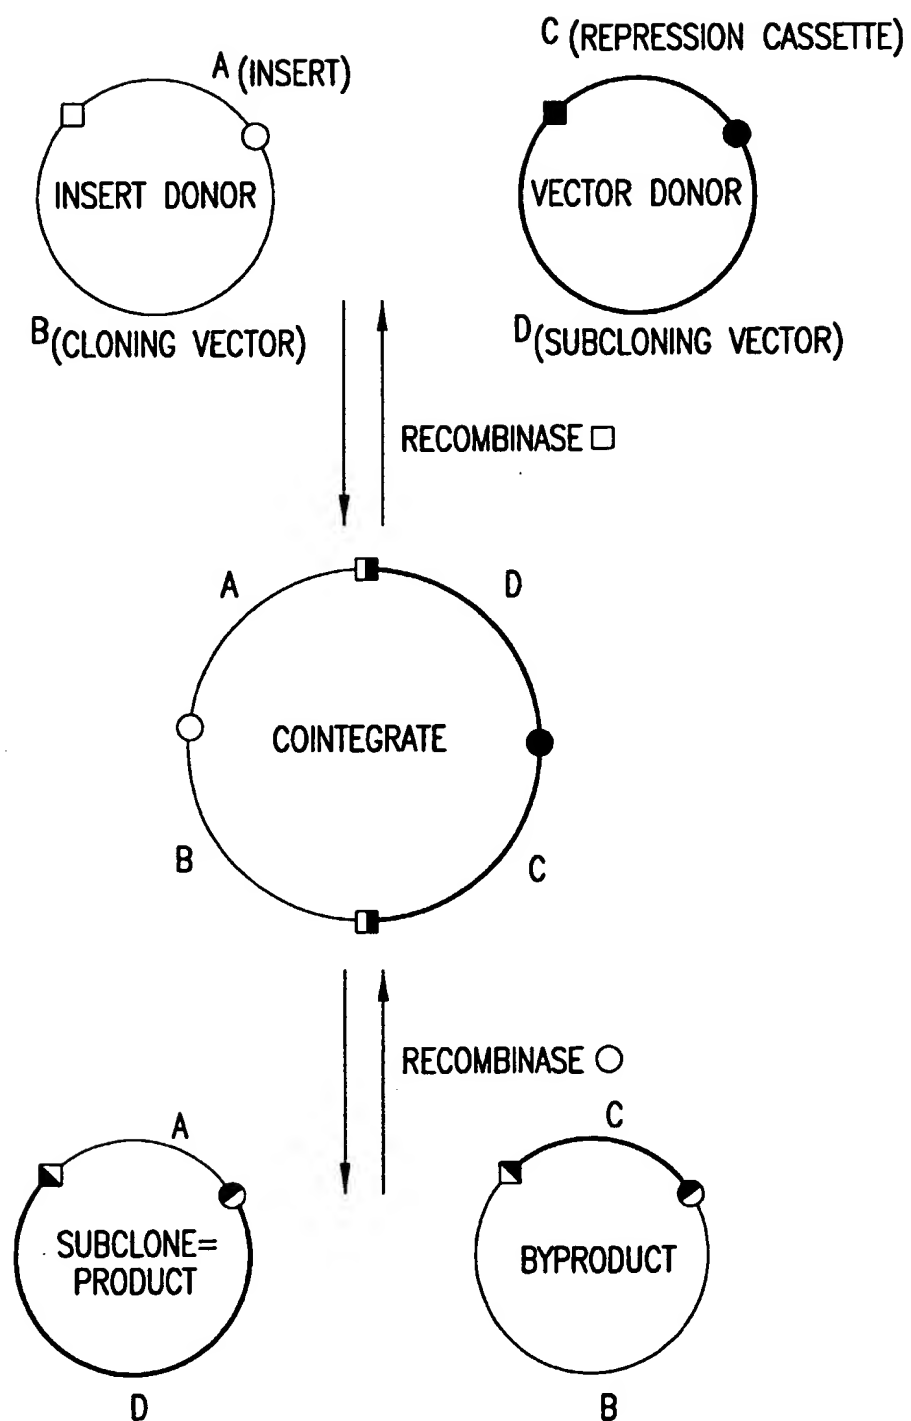 A (INSERT)
C (REPRESSION CASSETTE)
INSERT DONOR
VECTOR DONOR
B (CLONING VECTOR)
D (SUBCLONING VECTOR)
RECOMBINASE □
A
D
COINTEGRATE
B
C
RECOMBINASE ○
A
C
SUBCLONE=
PRODUCT
BYPRODUCT
D
B